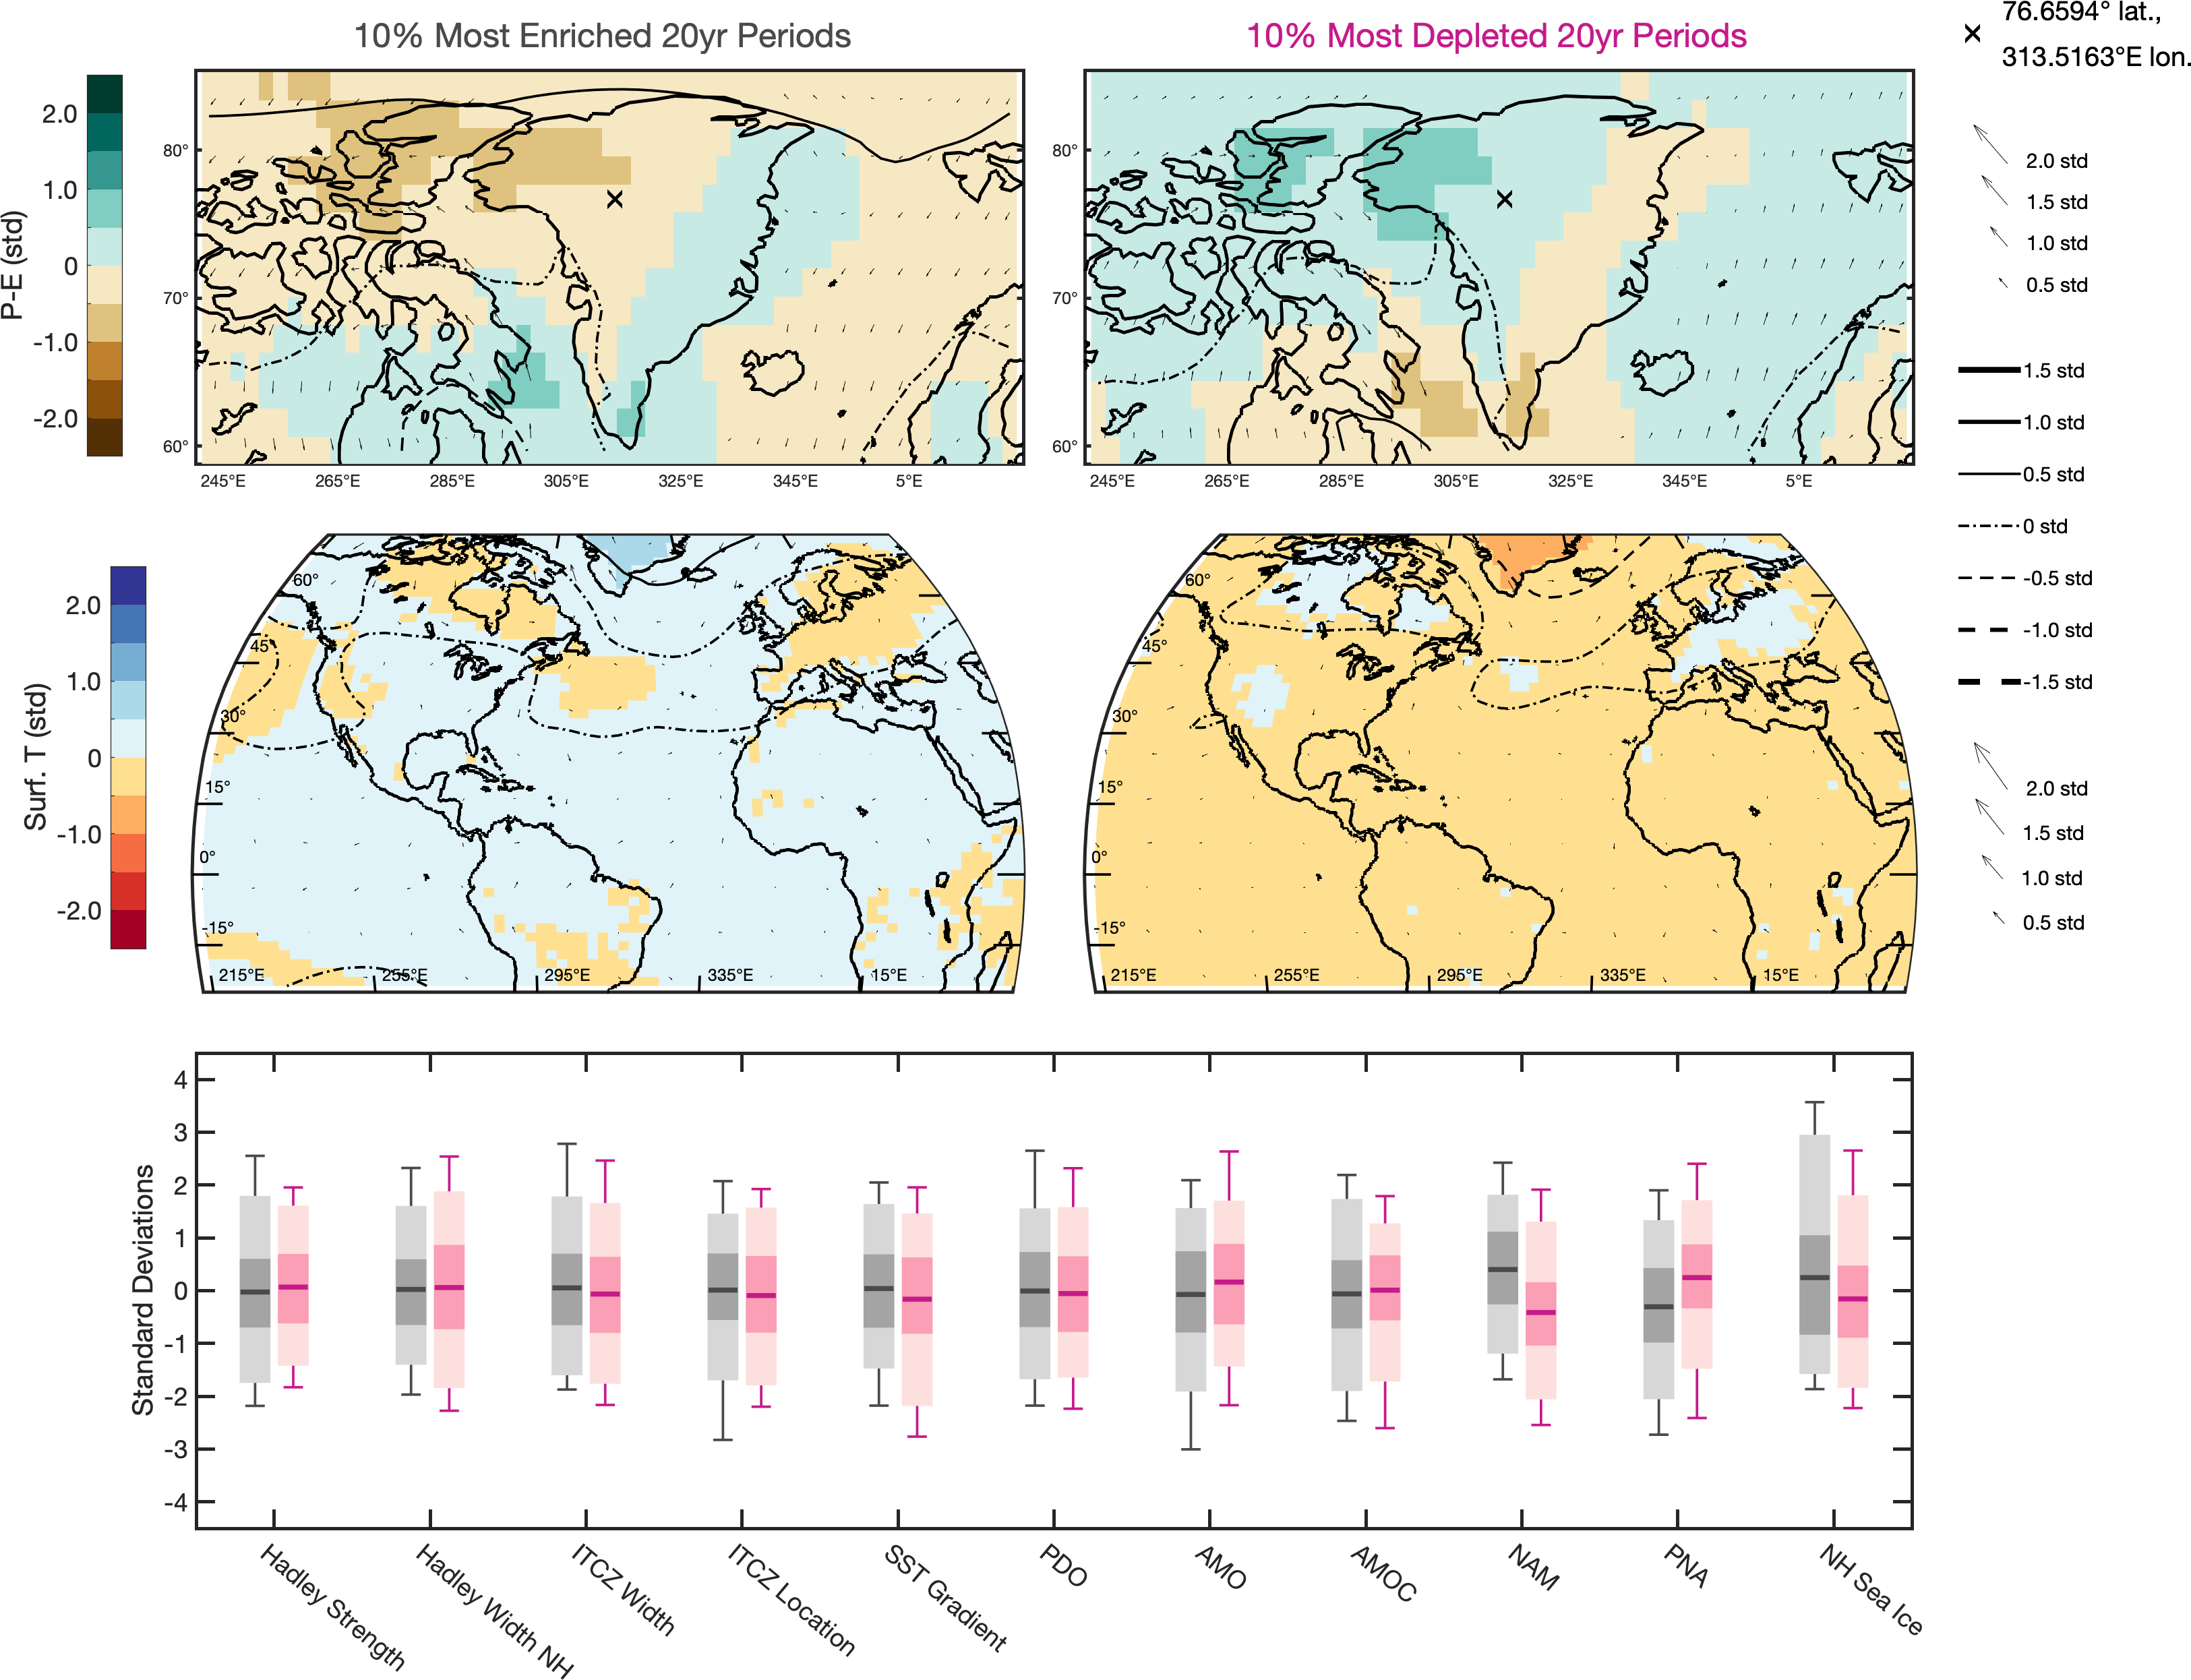 10% Most Enriched 20yr Periods
10% Most Depleted 20yr Periods
76.6594° lat.,
313.5163°E lon.
P-E (std)
2.0
1.0
0
-1.0
-2.0
80°
70°
60°
245°E
265°E
285°E
305°E
325°E
345°E
5°E
80°
70°
60°
245°E
265°E
285°E
305°E
325°E
345°E
5°E
2.0 std
1.5 std
1.0 std
0.5 std
1.5 std
1.0 std
0.5 std
0 std
-0.5 std
-1.0 std
-1.5 std
Surf. T (std)
2.0
1.0
0
-1.0
-2.0
60°
45°
30°
15°
0°
-15°
215°E
255°E
295°E
335°E
15°E
60°
45°
30°
15°
0°
-15°
215°E
255°E
295°E
335°E
15°E
2.0 std
1.5 std
1.0 std
0.5 std
Standard Deviations
4
3
2
1
0
-1
-2
-3
-4
Hadley Strength
Hadley Width NH
ITCZ Width
ITCZ Location
SST Gradient
PDO
AMO
AMOC
NAM
PNA
NH Sea Ice